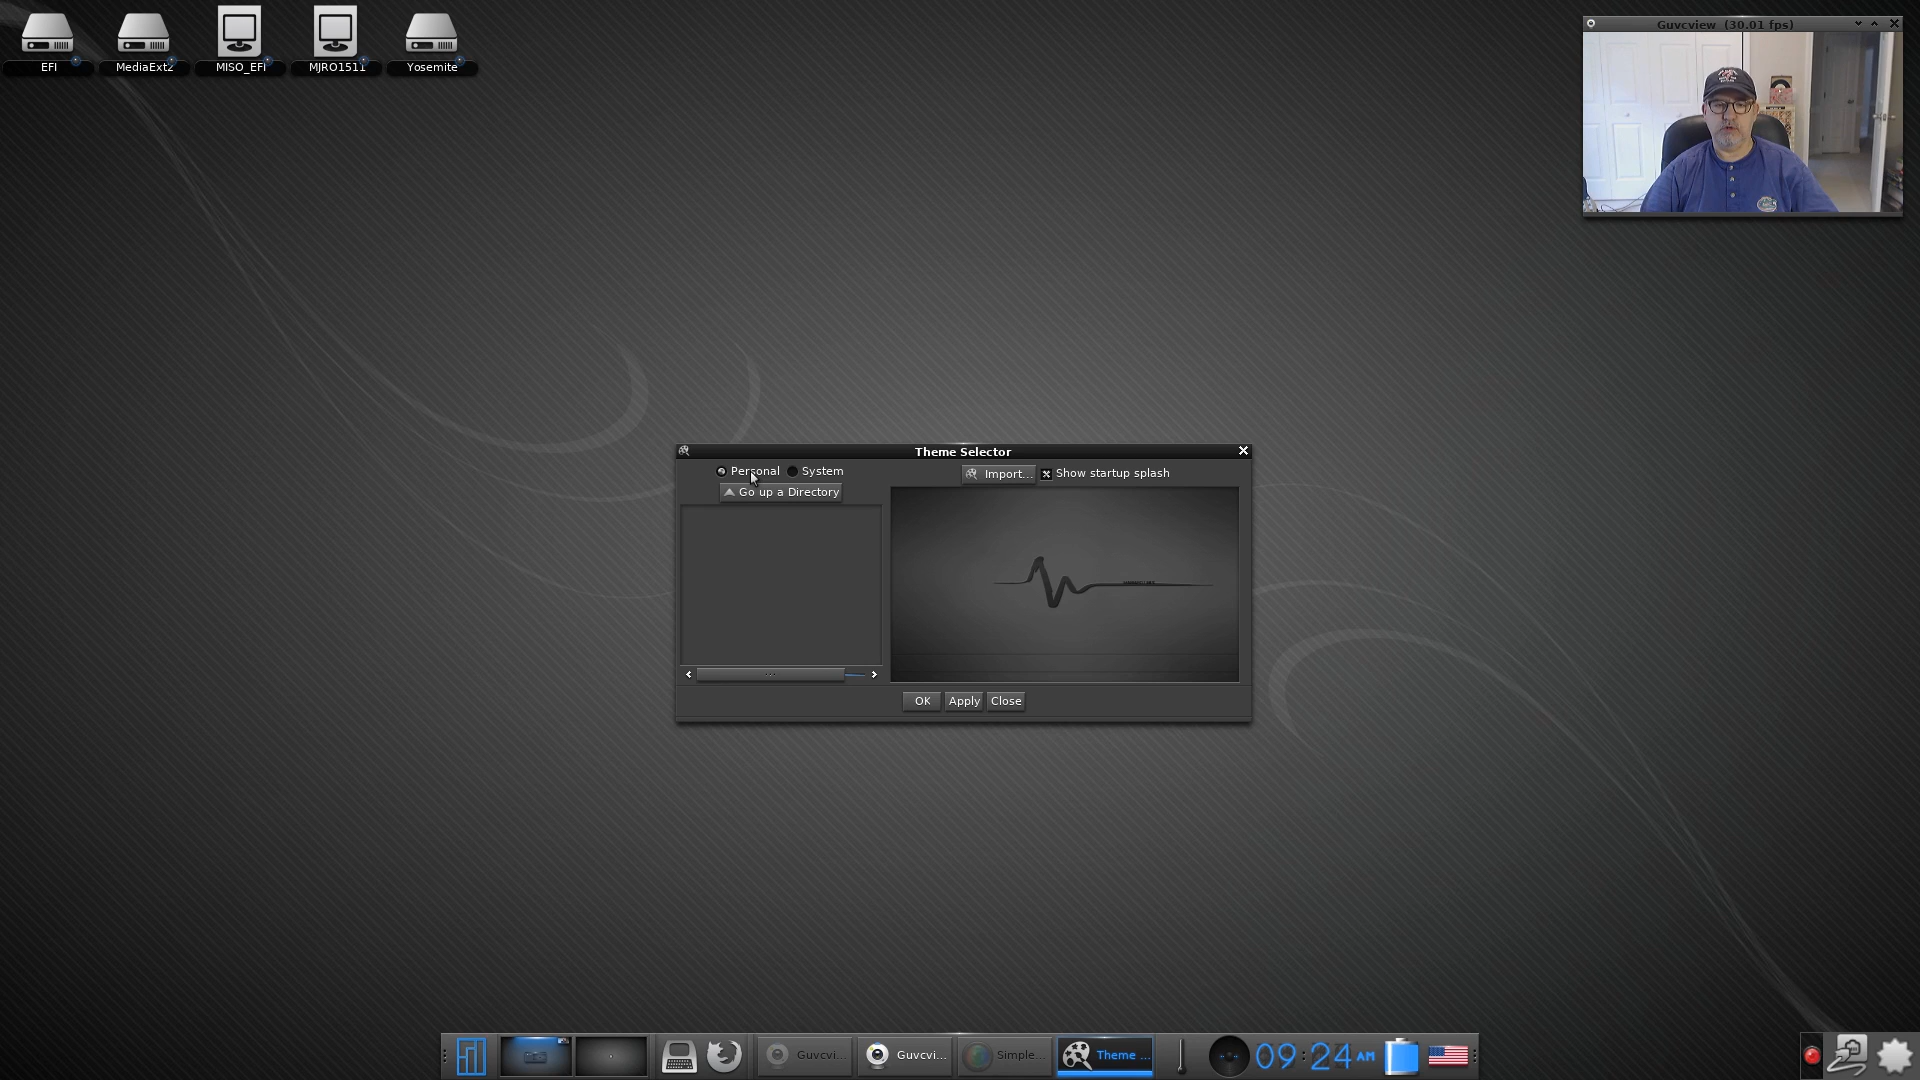 EFI
MediaExt2
MISO_EFI
MJRO1511
Yosemite
Guvcview (30.01 fps)
Theme Selector
Personal
System
Import...
Show startup splash
Go up a Directory
OK
Apply
Close
Guvcvi...
Guvcvi...
Simple...
Theme ...
09:24 AM